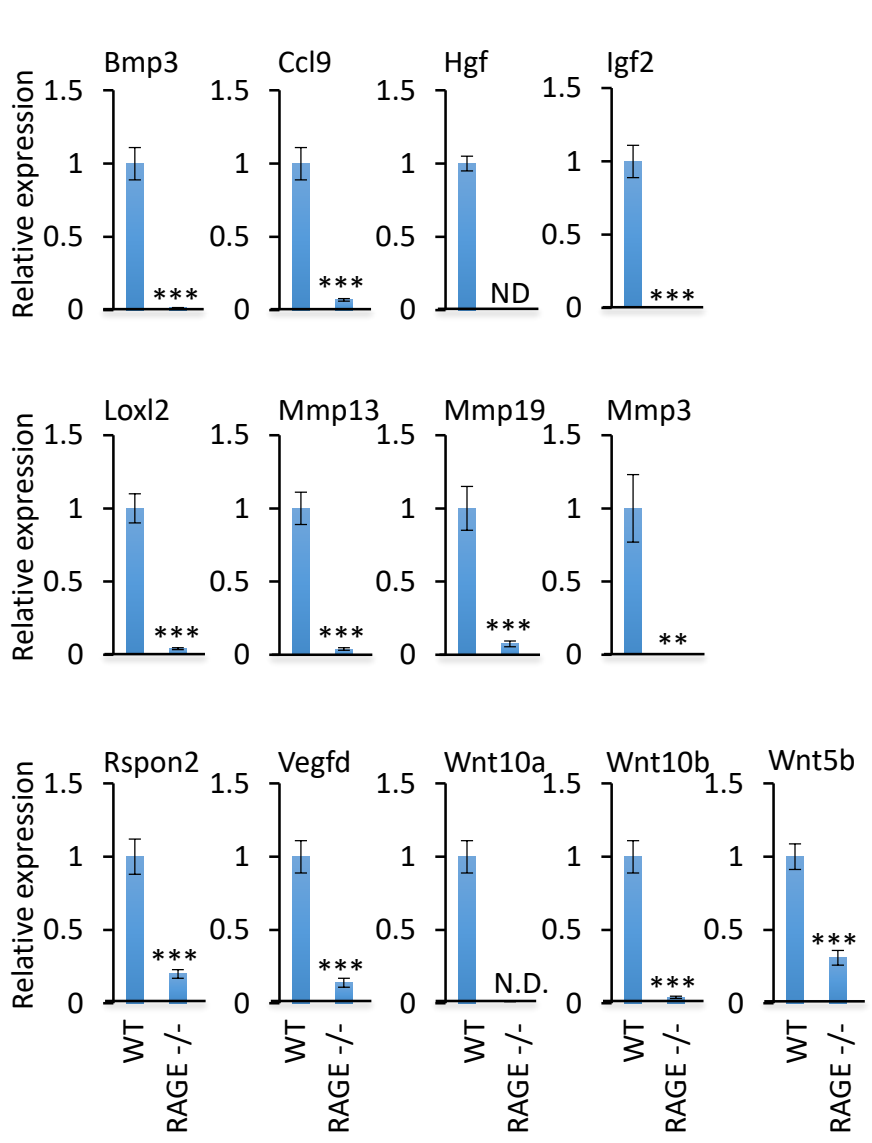 Bmp3 Ccl9 Hgf Igf2
Relative expression
1.5 1.5 1.5 1.5
1 1 1 1
0.5 0.5 0.5 0.5
*** *** ND ***
0 0 0 0
Loxl2 Mmp13 Mmp19 Mmp3
Relative expression
1.5 1.5 1.5 1.5
1 1 1 1
0.5 0.5 0.5 0.5
*** *** *** **
0 0 0 0
Rspon2 Vegfd Wnt10a Wnt10b Wnt5b
Relative expression
1.5 1.5 1.5 1.5 1.5
1 1 1 1 1
0.5 0.5 0.5 0.5 0.5
*** *** N.D. *** ***
0 0 0 0 0
WT RAGE -/- WT RAGE -/- WT RAGE -/- WT RAGE -/- WT RAGE -/-